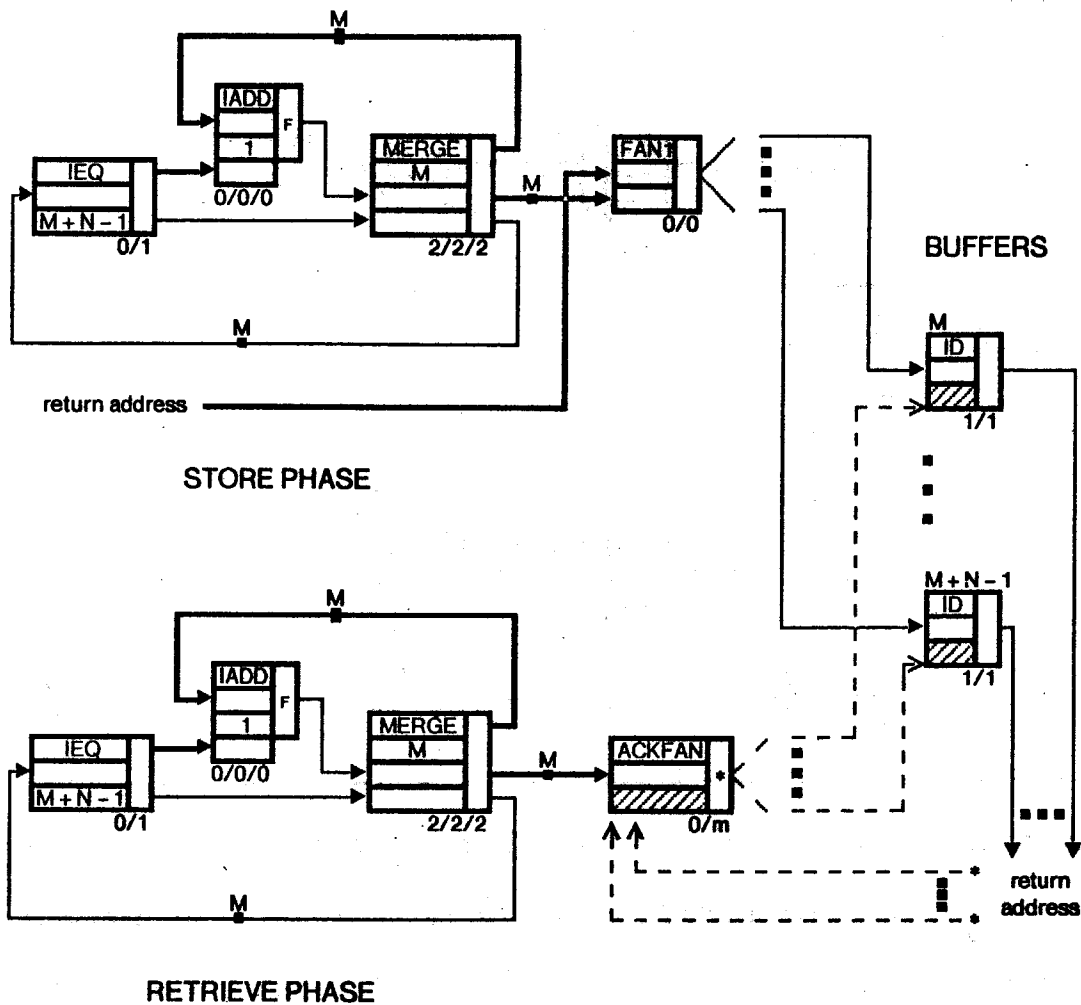 M
IADD
F
1
0/0/0
IEQ
M+N-1
0/1
MERGE
M
2/2/2
M
FAN1
0/0
M
return address
STORE PHASE
BUFFERS
M
ID
1/1
M+N-1
ID
1/1
M
IADD
F
1
0/0/0
IEQ
M+N-1
0/1
MERGE
M
2/2/2
M
ACKFAN
*
0/m
M
*
*
return
address
RETRIEVE PHASE